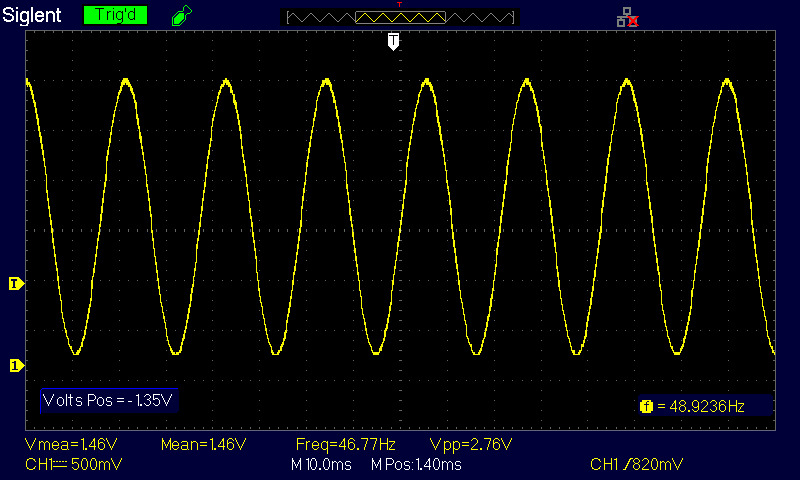 Siglent Trig'd
T
T
1
Volts Pos=-1.35V
f = 48.9236Hz
Vmea=1.46V Mean=1.46V Freq=46.77Hz Vpp=2.76V
CH1 500mV M 10.0ms M Pos:1.40ms CH1 820mV